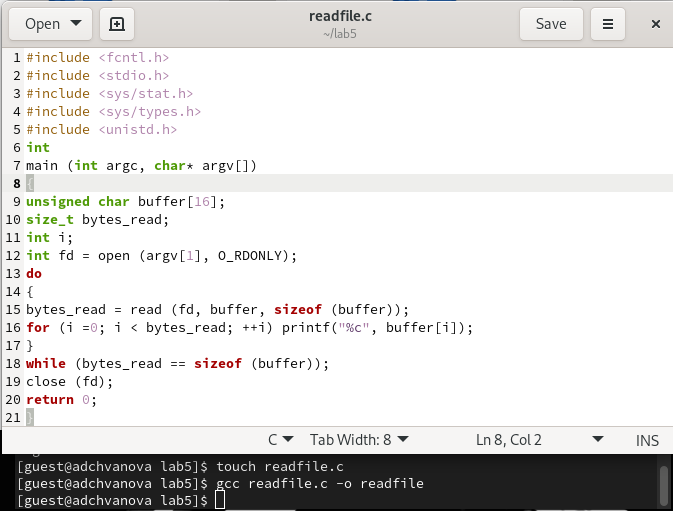 Open
readfile.c
~/lab5
Save
1 #include <fcntl.h>
2 #include <stdio.h>
3 #include <sys/stat.h>
4 #include <sys/types.h>
5 #include <unistd.h>
6 int
7 main (int argc, char* argv[])
8 {
9 unsigned char buffer[16];
10 size_t bytes_read;
11 int i;
12 int fd = open (argv[1], O_RDONLY);
13 do
14 {
15 bytes_read = read (fd, buffer, sizeof (buffer));
16 for (i =0; i < bytes_read; ++i) printf("%c", buffer[i]);
17 }
18 while (bytes_read == sizeof (buffer));
19 close (fd);
20 return 0;
21 }
C Tab Width: 8 Ln 8, Col 2 INS
[guest@adchvanova lab5]$ touch readfile.c
[guest@adchvanova lab5]$ gcc readfile.c -o readfile
[guest@adchvanova lab5]$